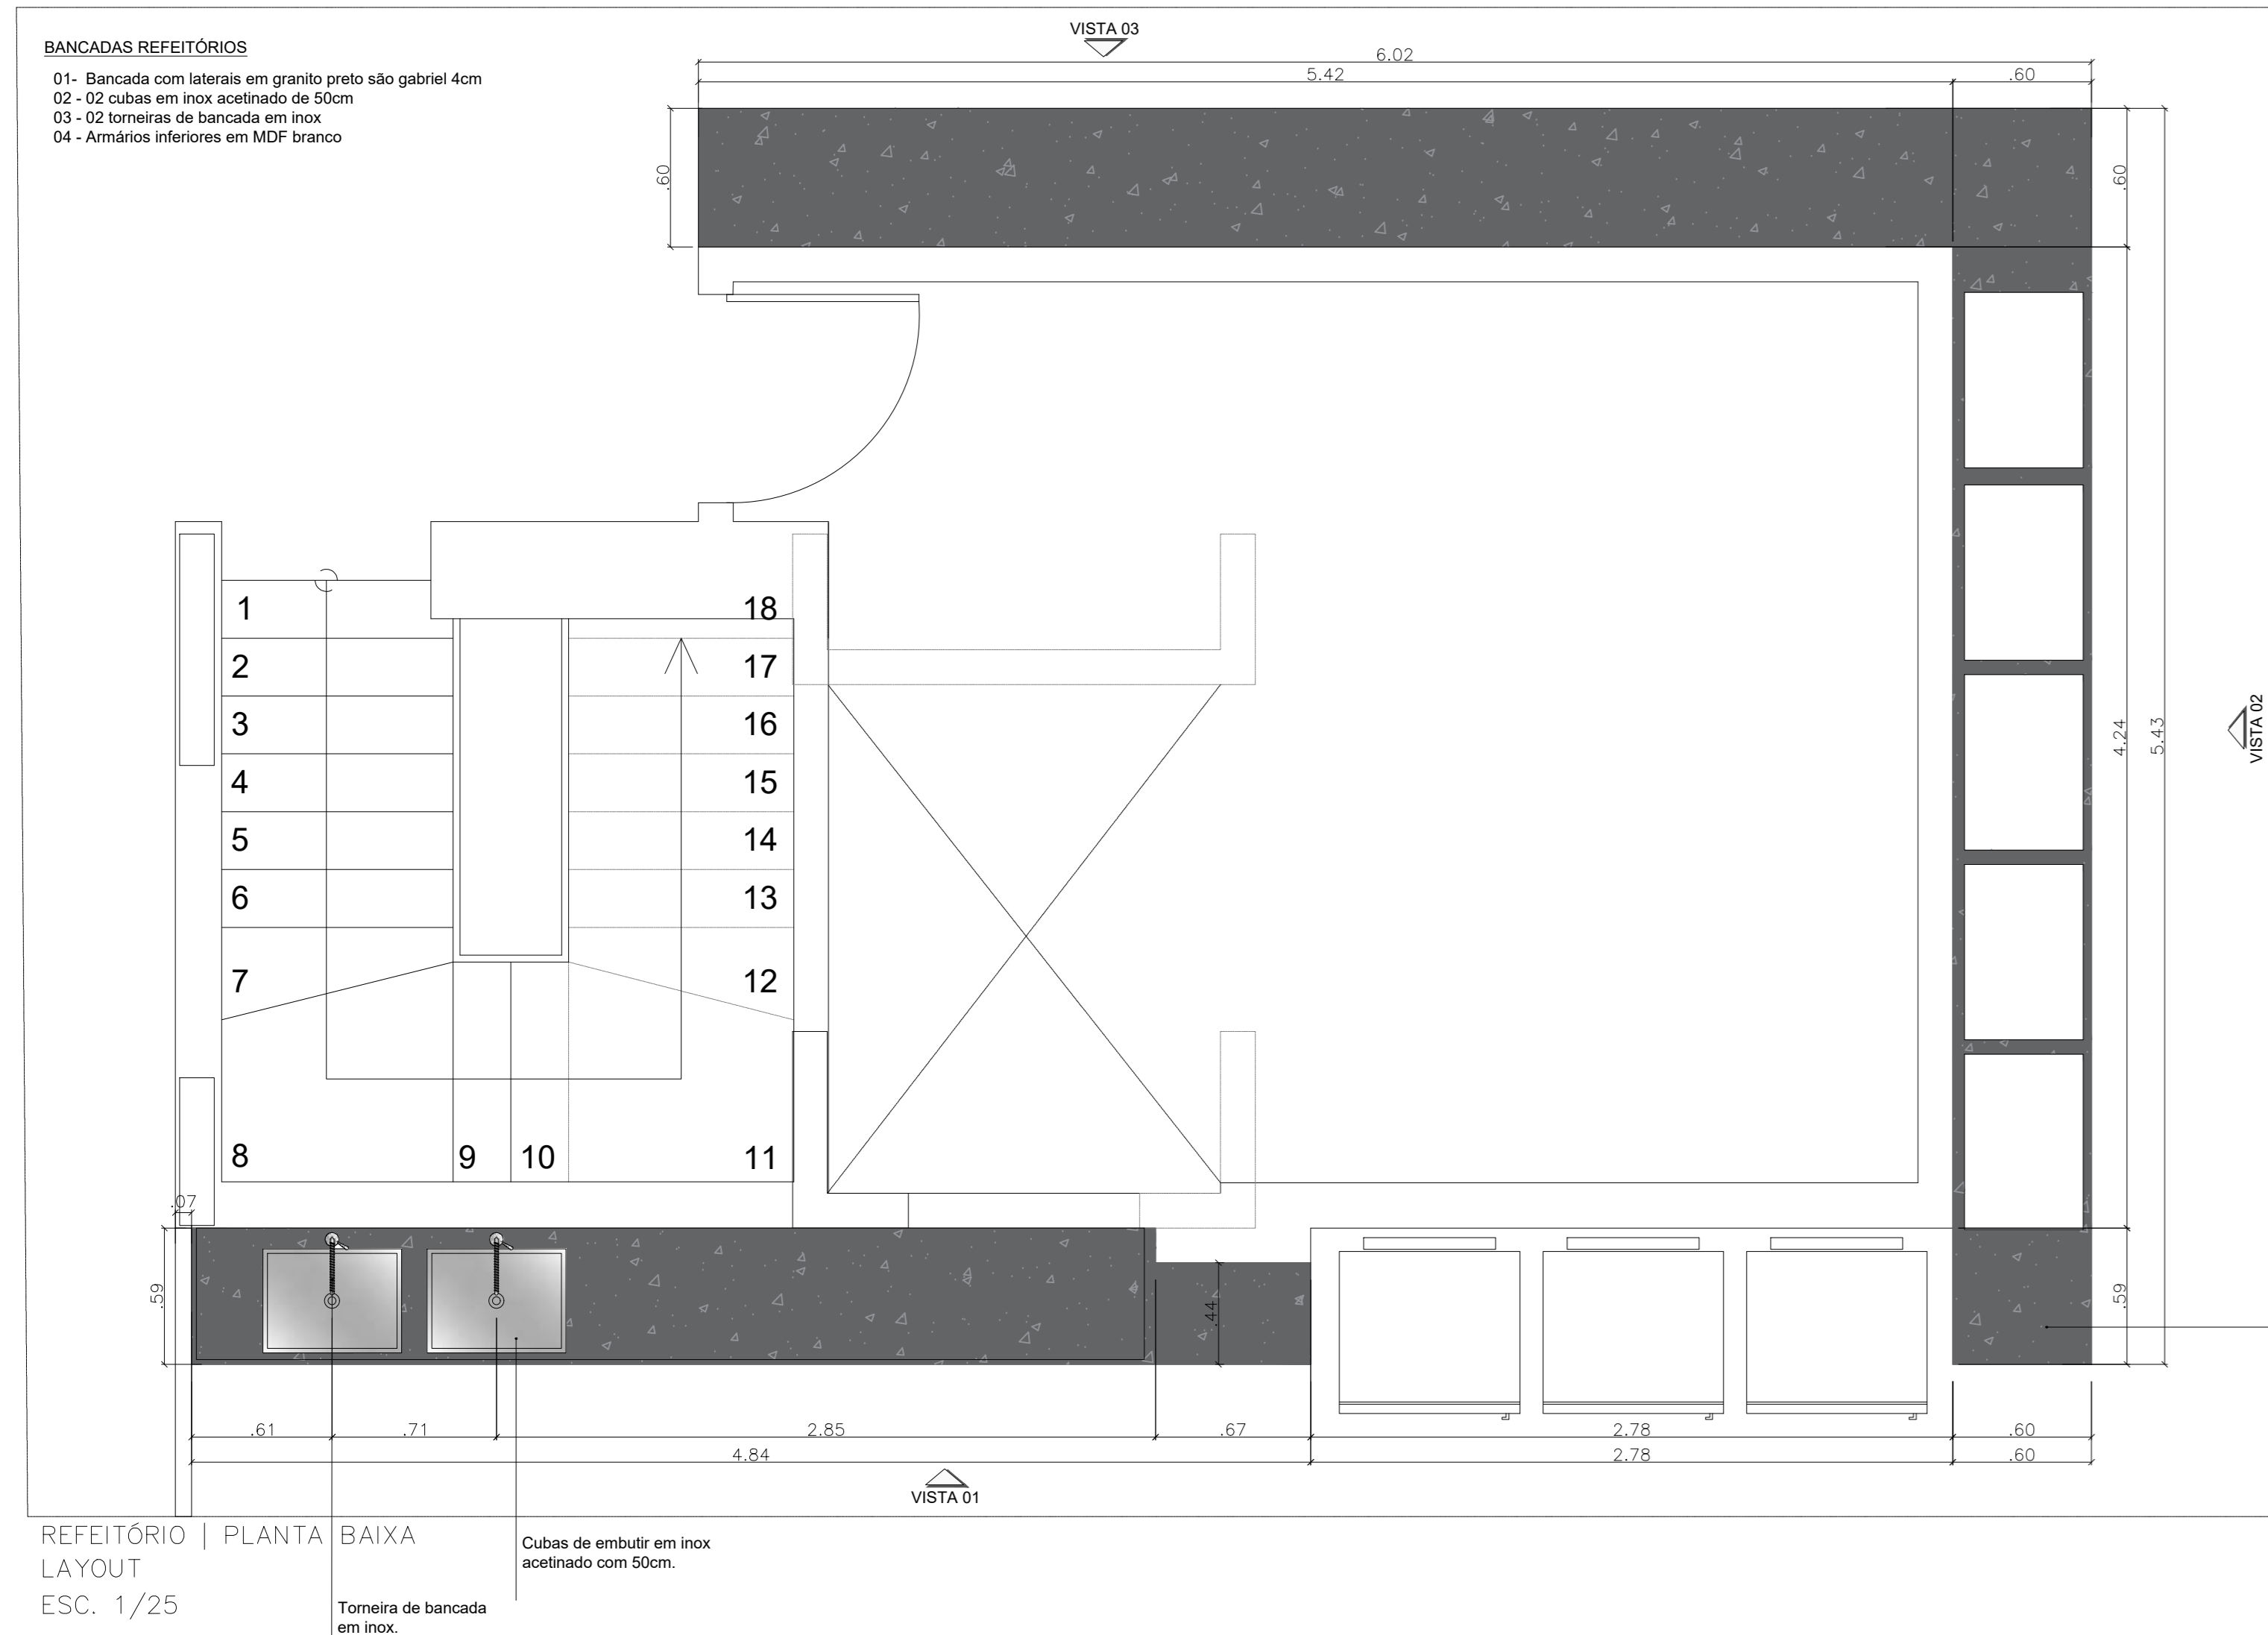 VISTA 03
BANCADAS REFEITÓRIOS
01- Bancada com laterais em granito preto são gabriel 4cm
02 - 02 cubas em inox acetinado de 50cm
03 - 02 torneiras de bancada em inox
04 - Armários inferiores em MDF branco
6.02
5.42
.60
.60
.60
1
18
2
17
3
16
4
15
5
14
6
13
7
12
8
9
10
11
4.24
5.43
VISTA 02
.07
.59
.44
.59
.61
.71
2.85
.67
2.78
.60
4.84
2.78
.60
VISTA 01
REFEITÓRIO | PLANTA BAIXA
LAYOUT
ESC. 1/25
Cubas de embutir em inox
acetinado com 50cm.
Torneira de bancada
em inox.